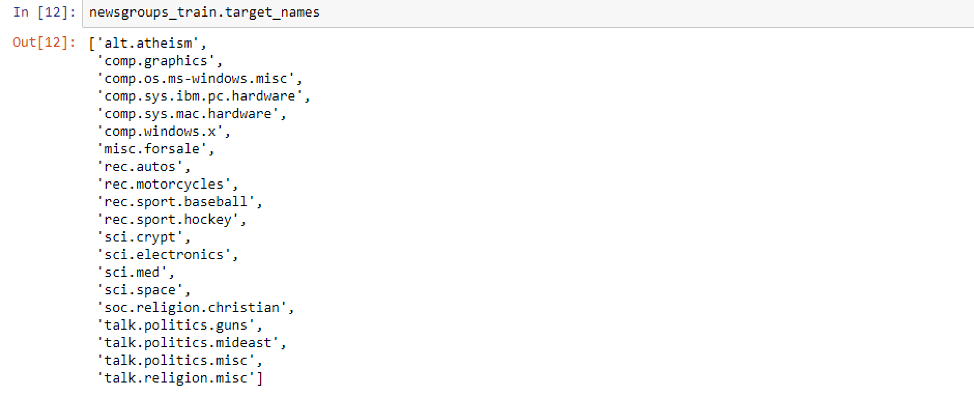 In [12]: newsgroups_train.target_names
Out[12]: ['alt.atheism',
'comp.graphics',
'comp.os.ms-windows.misc',
'comp.sys.ibm.pc.hardware',
'comp.sys.mac.hardware',
'comp.windows.x',
'misc.forsale',
'rec.autos',
'rec.motorcycles',
'rec.sport.baseball',
'rec.sport.hockey',
'sci.crypt',
'sci.electronics',
'sci.med',
'sci.space',
'soc.religion.christian',
'talk.politics.guns',
'talk.politics.mideast',
'talk.politics.misc',
'talk.religion.misc']